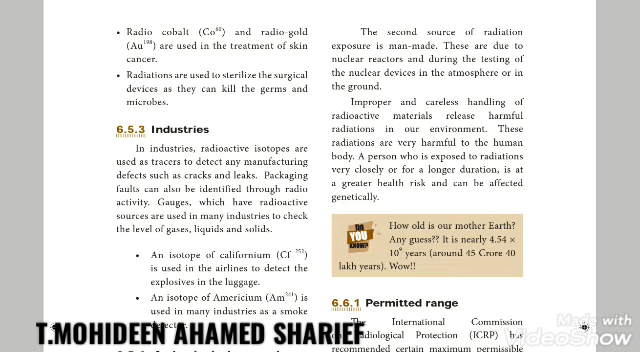 • Radio cobalt (Co60) and radio-gold
(Au198) are used in the treatment of skin
cancer.
• Radiations are used to sterilize the surgical
devices as they can kill the germs and
microbes.
6.5.3 Industries
In industries, radioactive isotopes are
used as tracers to detect any manufacturing
defects such as cracks and leaks. Packaging
faults can also be identified through radio
activity. Gauges, which have radioactive
sources are used in many industries to check
the level of gases, liquids and solids.
• An isotope of californium (Cf 252)
is used in the airlines to detect the
explosives in the luggage.
• An isotope of Americium (Am241) is
used in many industries as a smoke
The second source of radiation
exposure is man-made. These are due to
nuclear reactors and during the testing of
the nuclear devices in the atmosphere or in
the ground.
Improper and careless handling of
radioactive materials release harmful
radiations in our environment. These
radiations are very harmful to the human
body. A person who is exposed to radiations
very closely or for a longer duration, is at
a greater health risk and can be affected
genetically.
Do YOU KNOW?
How old is our mother Earth?
Any guess?? It is nearly 4.54 ×
10^9 years (around 45 Crore 40
lakh years). Wow!!
6.6.1 Permitted range
The International Commission
Radiological Protection (ICRP) has
recommended certain maximum permissible
T.MOHIDEEN AHAMED SHARIEF
Made with
VideoShow